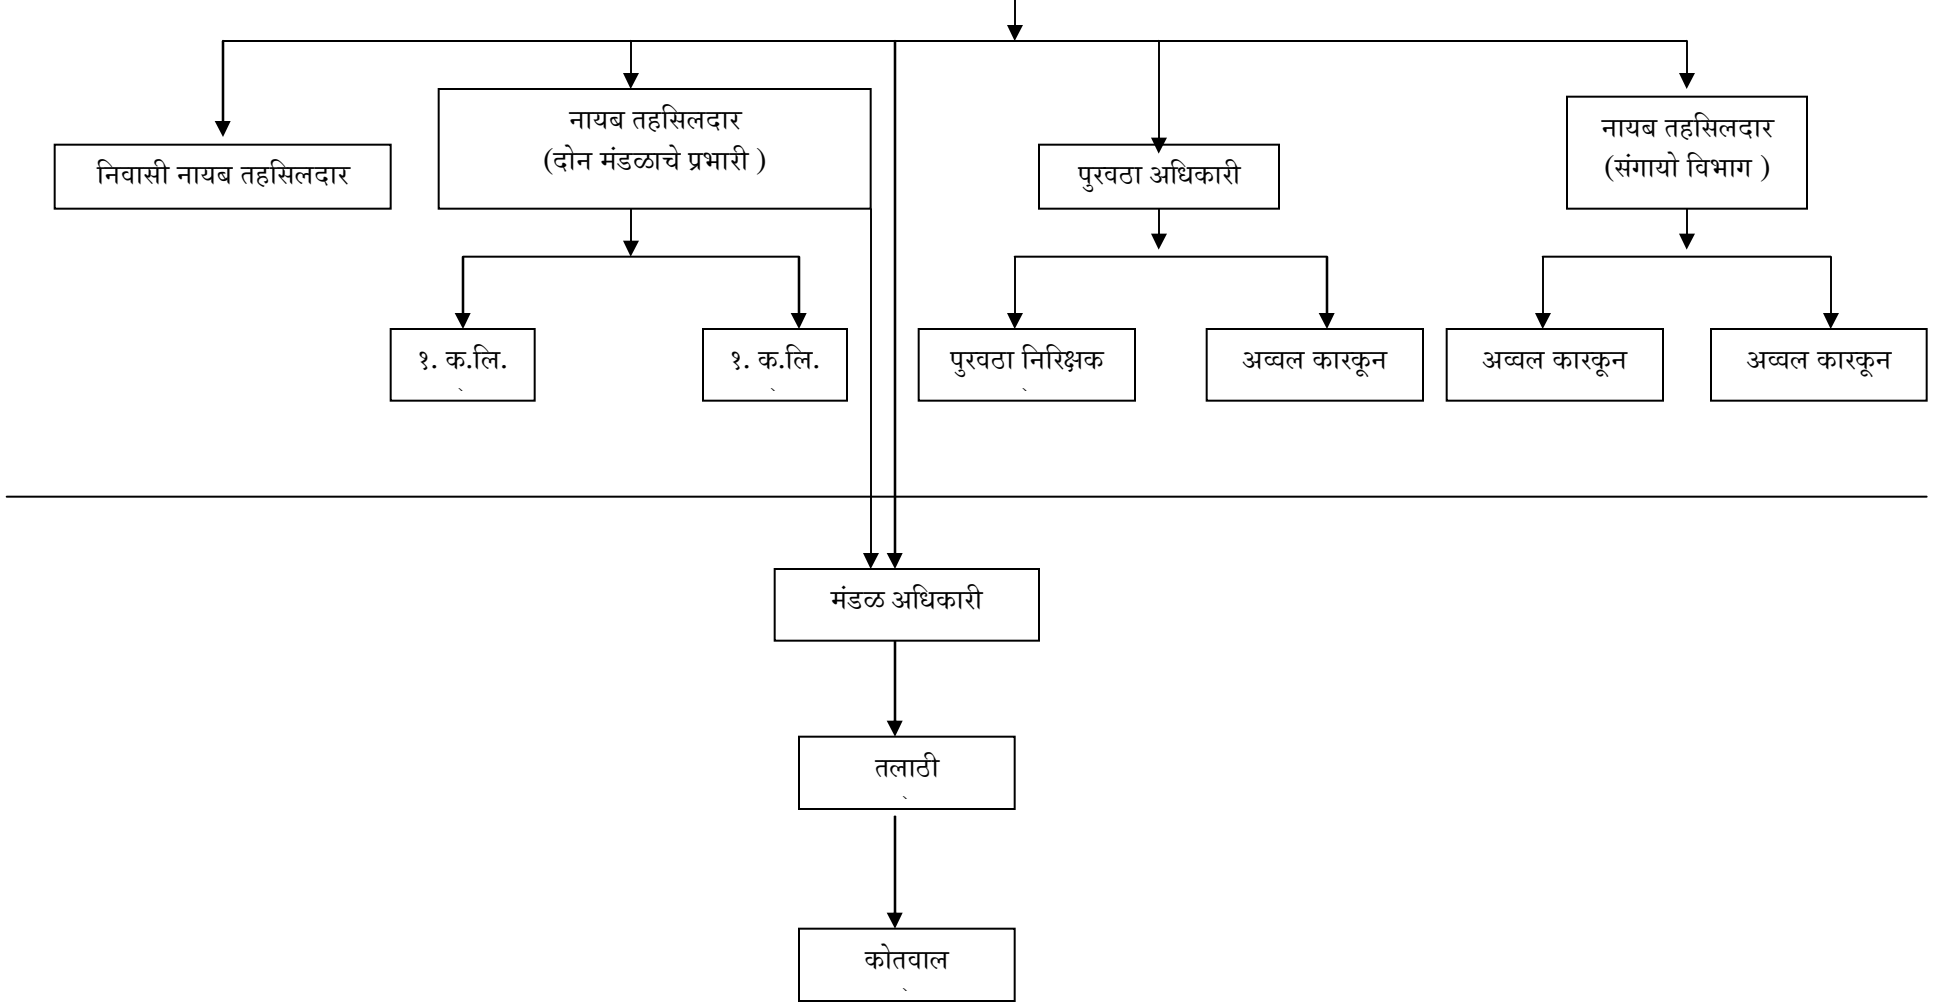 निवासी नायब तहसिलदार
नायब तहसिलदार
(दोन मंडळाचे प्रभारी )
पुरवठा अधिकारी
नायब तहसिलदार
(संगायो विभाग )
१. क.लि.
१. क.लि.
पुरवठा निरिक्षक
अव्वल कारकून
अव्वल कारकून
अव्वल कारकून
मंडळ अधिकारी
तलाठी
कोतवाल